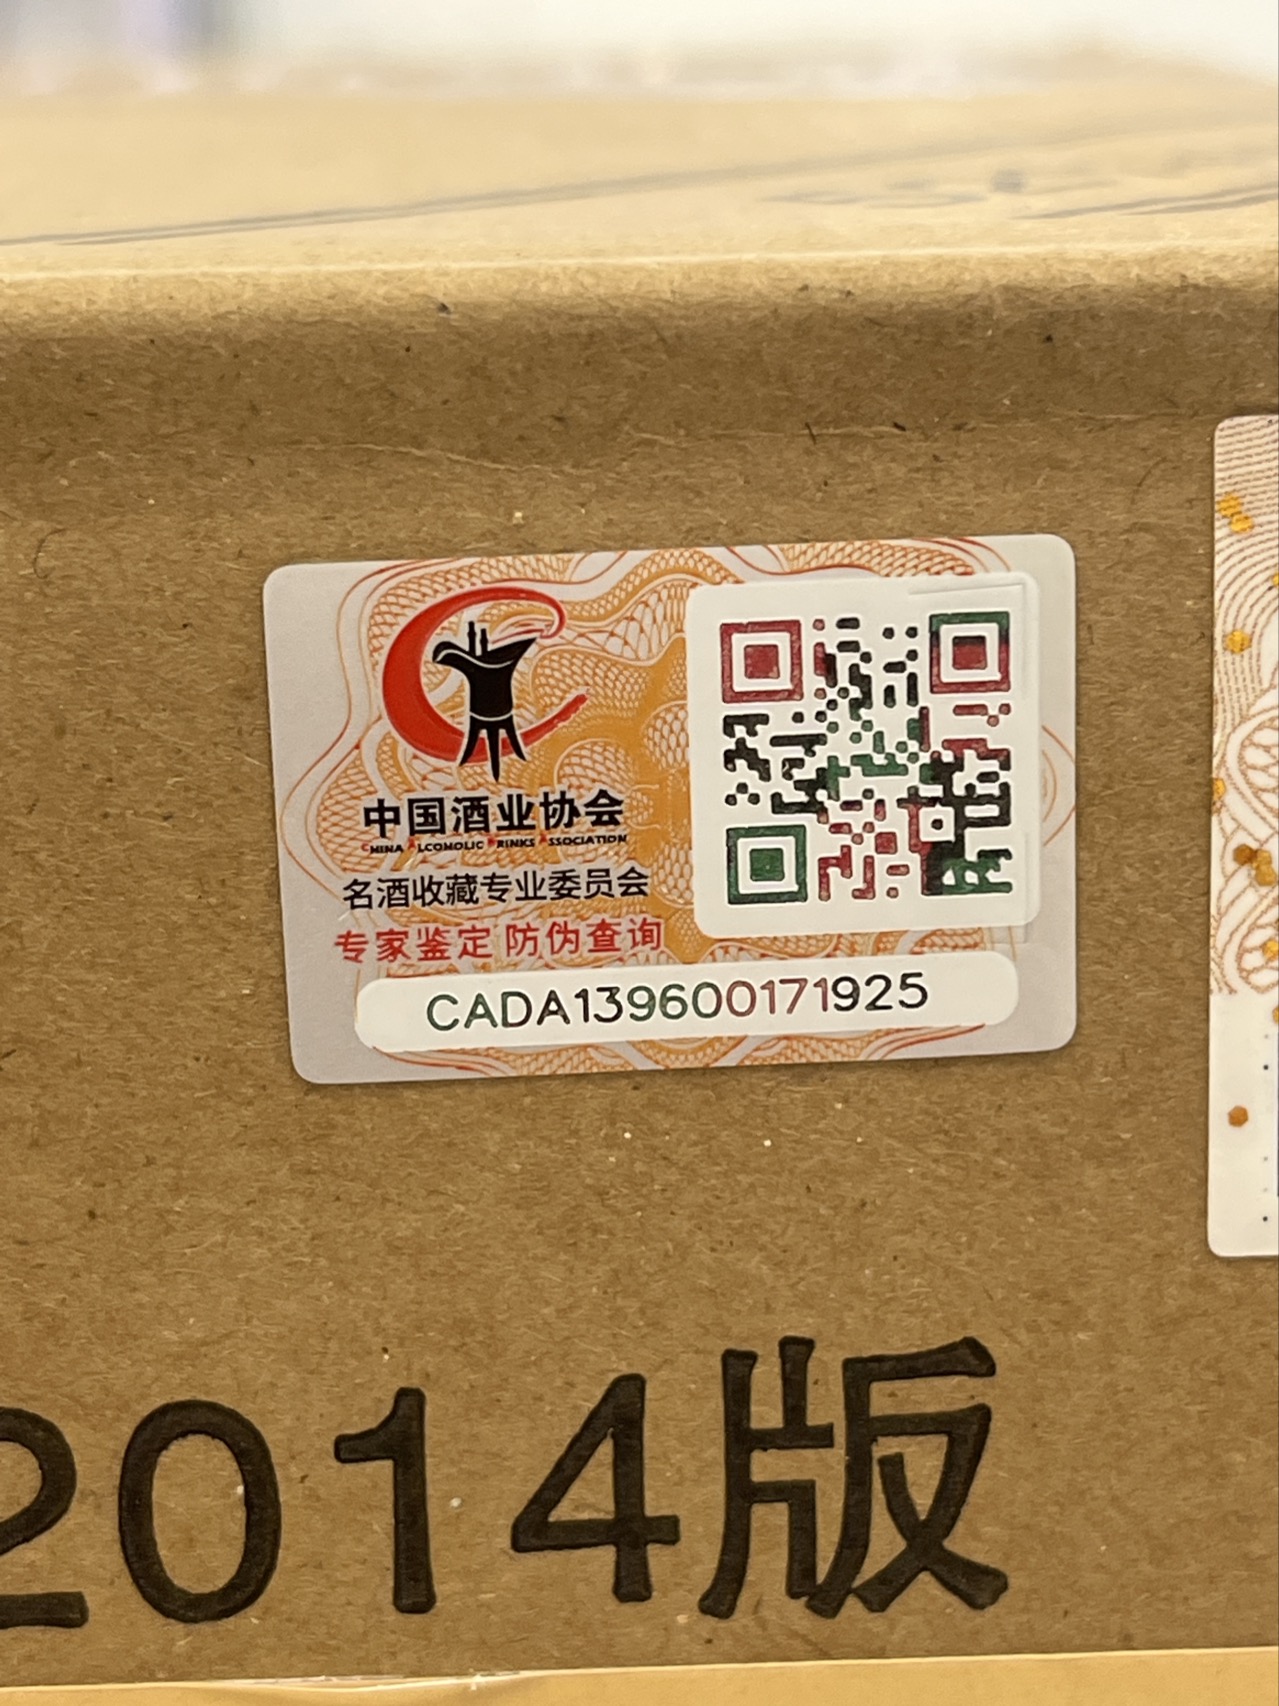 中国酒业协会
CHINA ALCOHOLIC DRINKS ASSOCIATION
名酒收藏专业委员会
专家鉴定 防伪查询
CADA139600171925
2014版